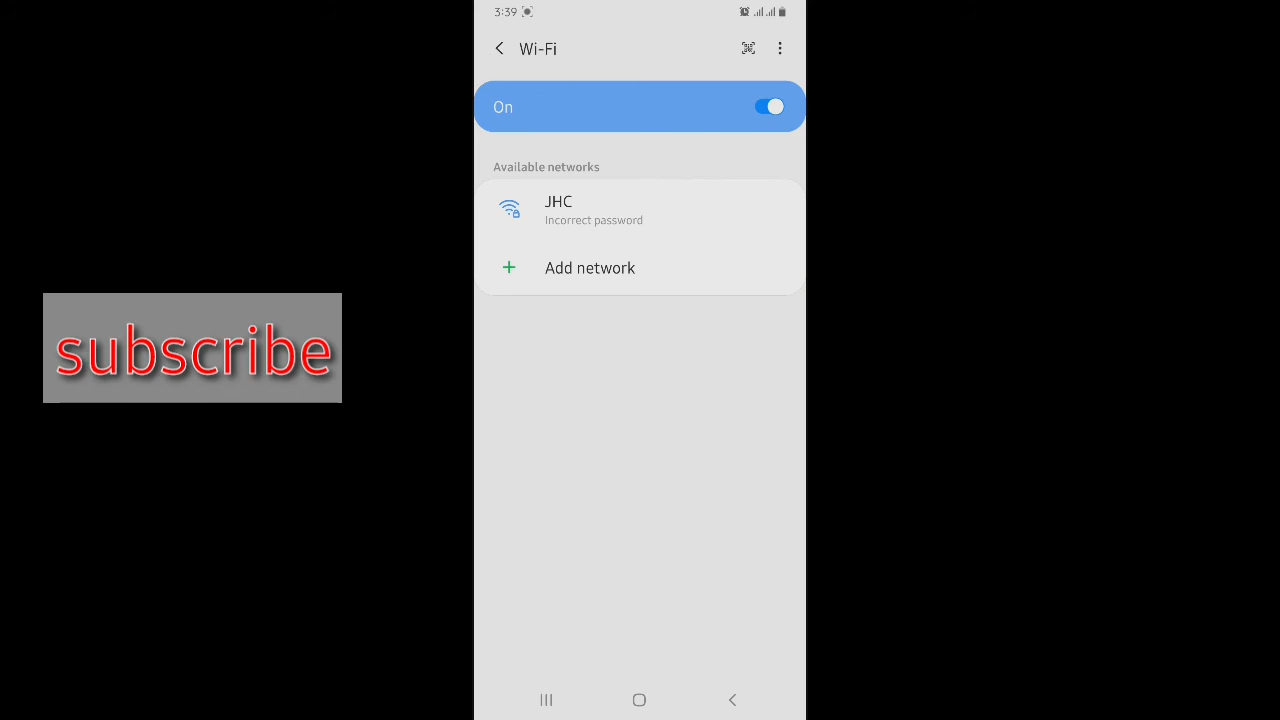 3:39
Wi-Fi
On
Available networks
JHC
Incorrect password
Add network
subscribe